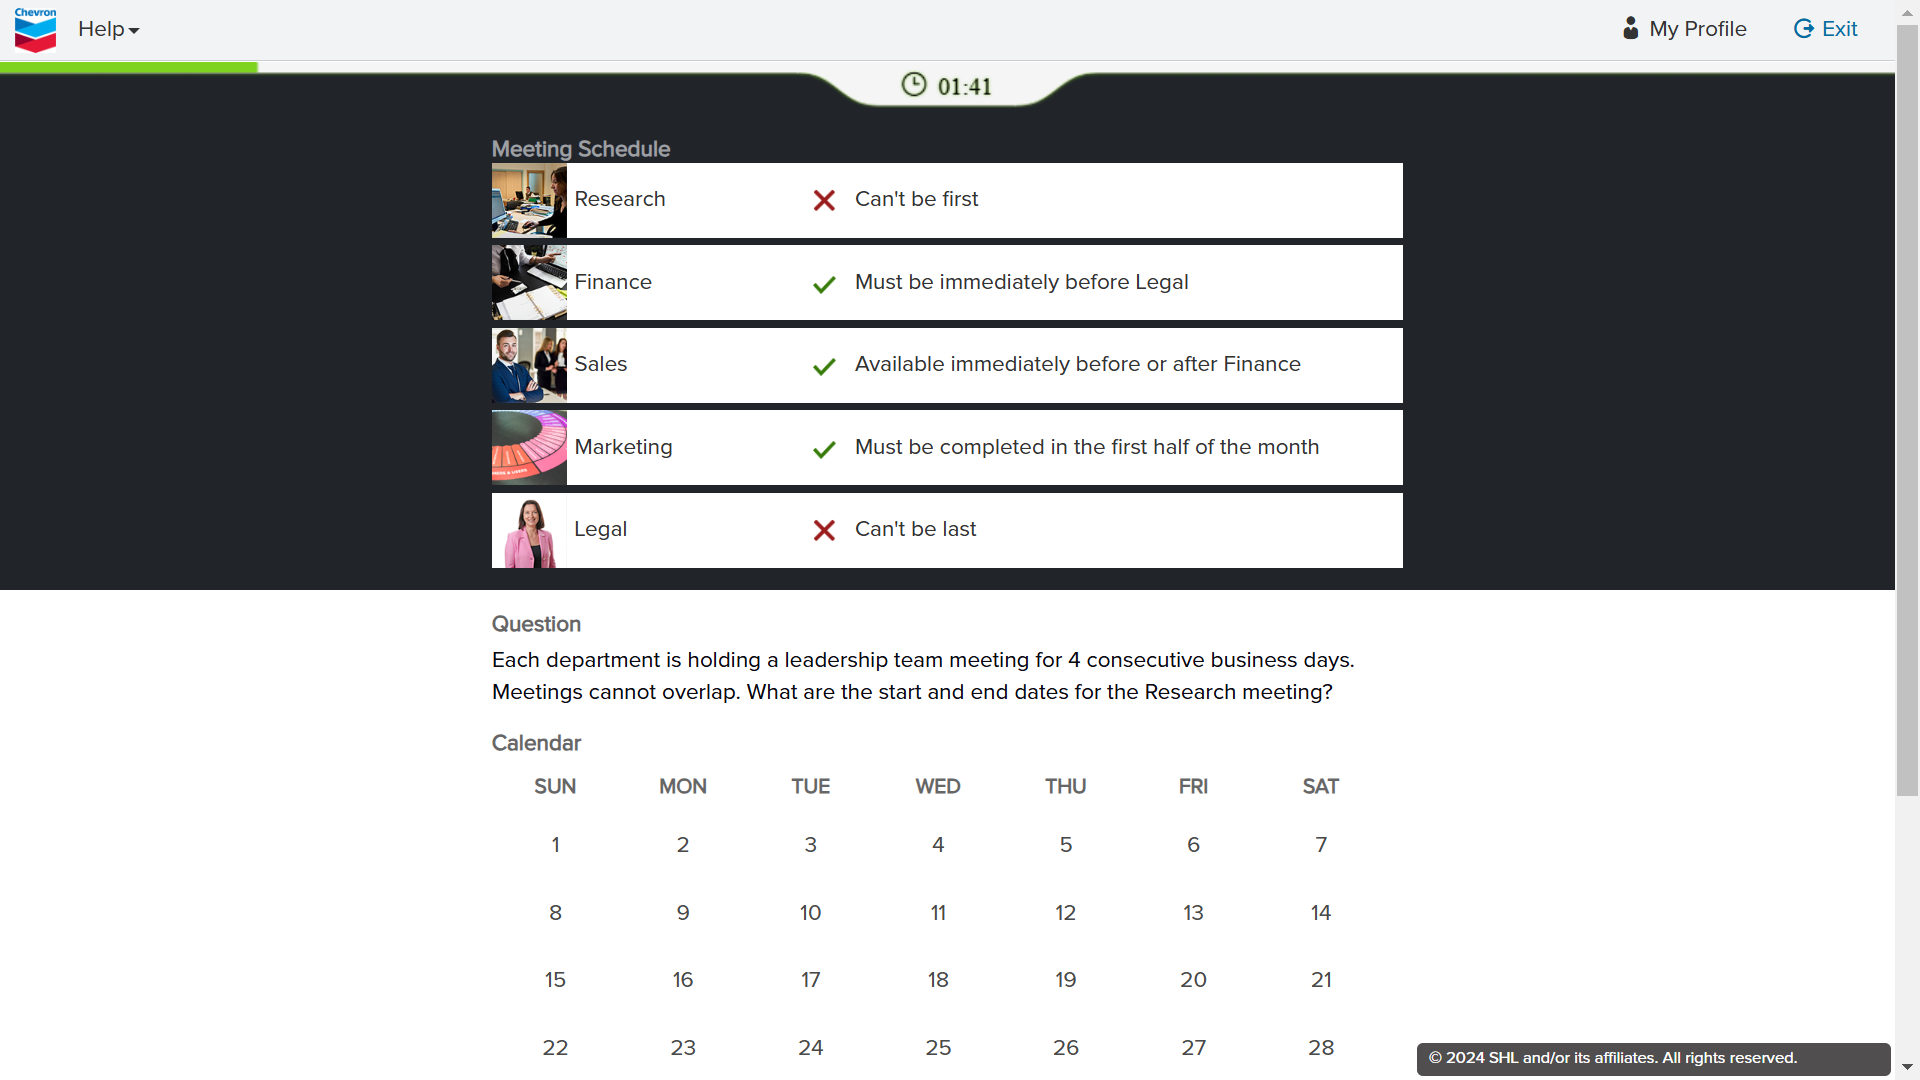 Chevron
Help
My Profile
Exit
01:41
Meeting Schedule
Research
Can't be first
Finance
Must be immediately before Legal
Sales
Available immediately before or after Finance
Marketing
Must be completed in the first half of the month
Legal
Can't be last
Question
Each department is holding a leadership team meeting for 4 consecutive business days.
Meetings cannot overlap. What are the start and end dates for the Research meeting?
Calendar
SUN MON TUE WED THU FRI SAT
1 2 3 4 5 6 7
8 9 10 11 12 13 14
15 16 17 18 19 20 21
22 23 24 25 26 27 28
© 2024 SHL and/or its affiliates. All rights reserved.